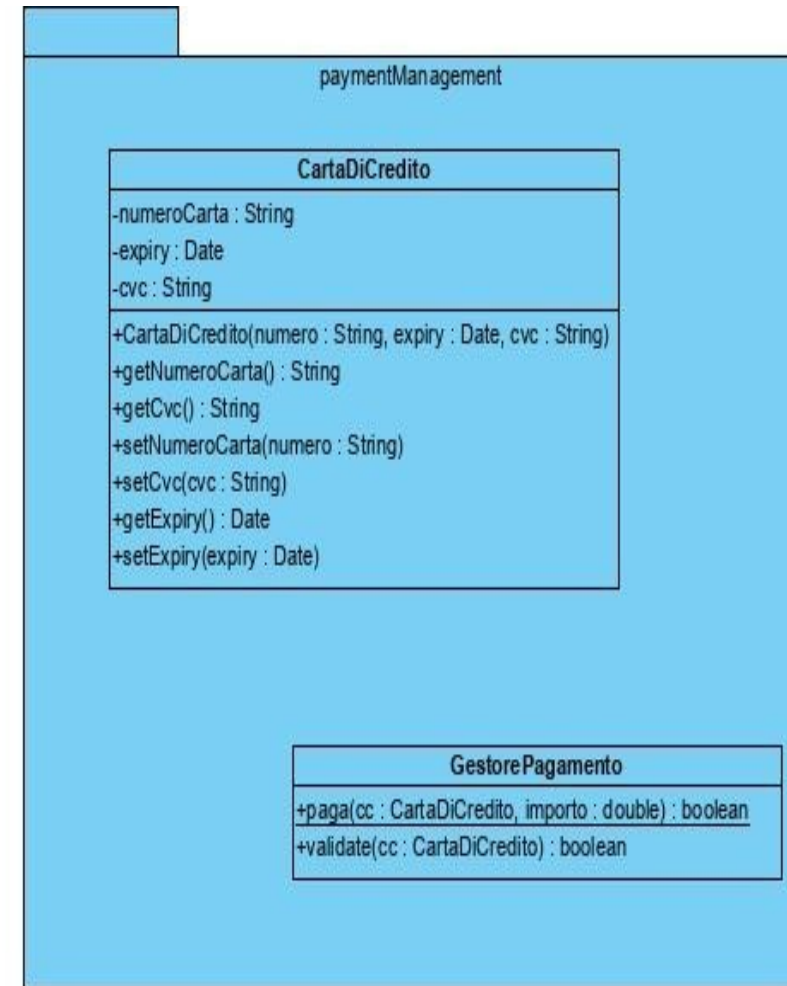 paymentManagement
CartaDiCredito
-numeroCarta : String
-expiry : Date
-cvc : String
+CartaDiCredito(numero : String, expiry : Date, cvc : String)
+getNumeroCarta() : String
+getCvc() : String
+setNumeroCarta(numero : String)
+setCvc(cvc : String)
+getExpiry() : Date
+setExpiry(expiry : Date)
GestorePagamento
+paga(cc : CartaDiCredito, importo : double) : boolean
+validate(cc : CartaDiCredito) : boolean